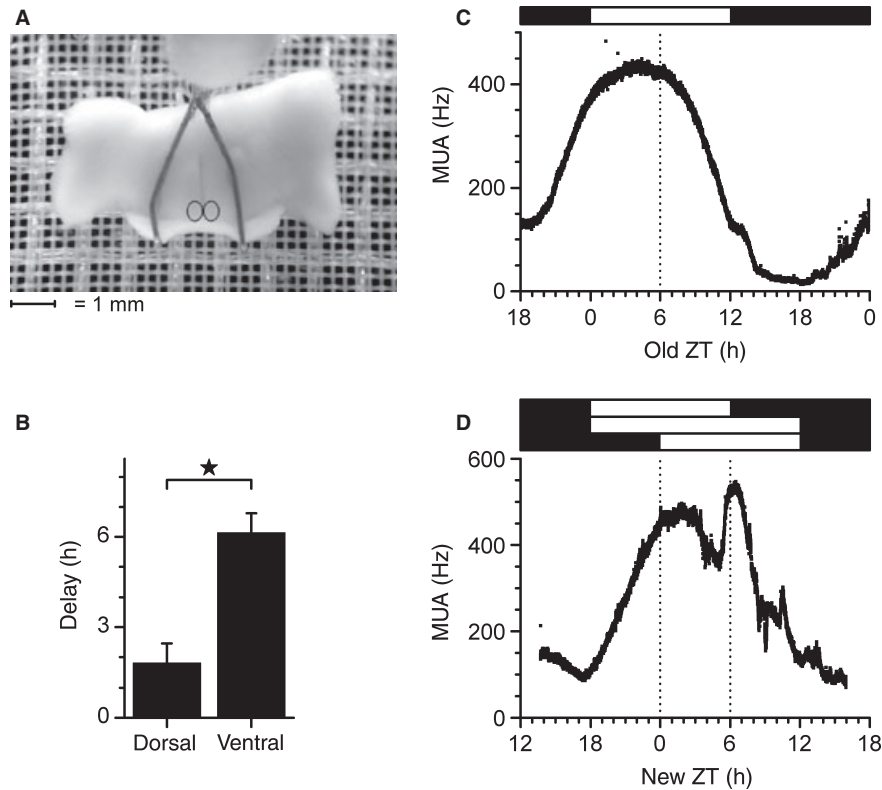 A
= 1 mm
B
Delay (h)
6
3
0
Dorsal Ventral
C
MUA (Hz)
400
200
0
18 0 6 12 18 0
Old ZT (h)
D
MUA (Hz)
600
400
200
0
12 18 0 6 12 18
New ZT (h)